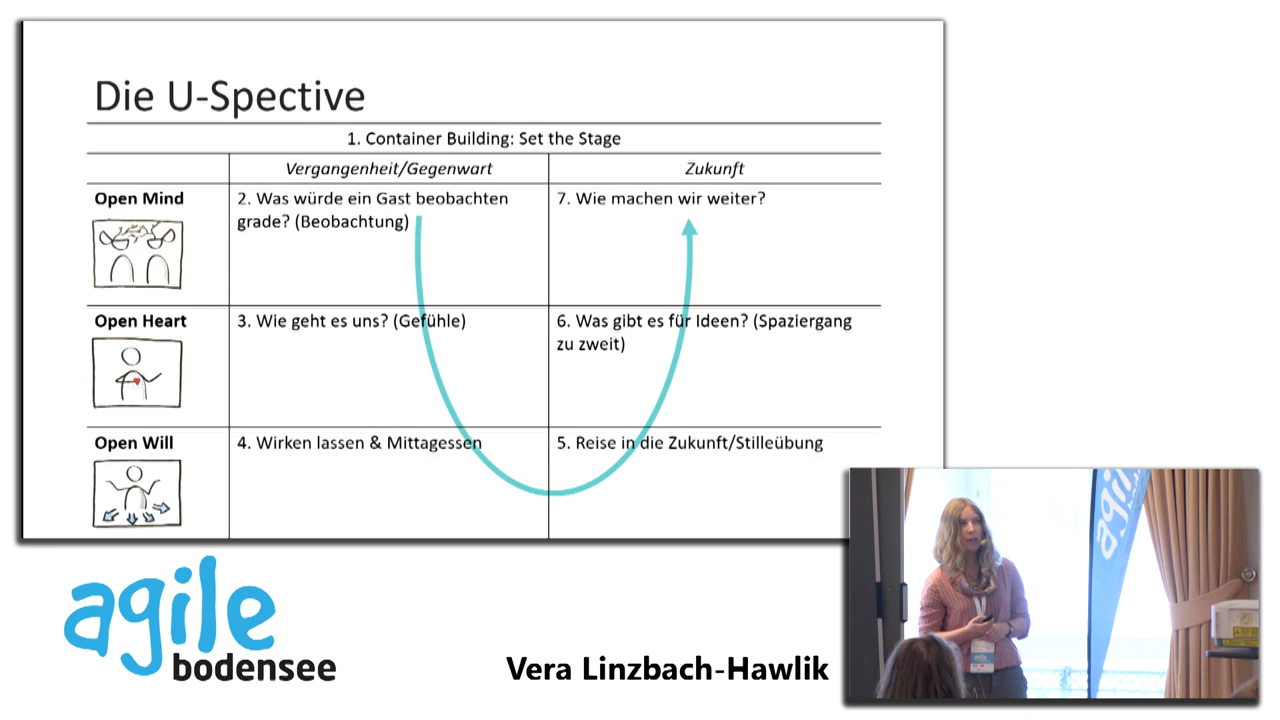 Die U-Spective
1. Container Building: Set the Stage
Vergangenheit/Gegenwart
Zukunft
Open Mind
2. Was würde ein Gast beobachten
grade? (Beobachtung)
7. Wie machen wir weiter?
Open Heart
3. Wie geht es uns? (Gefühle)
6. Was gibt es für Ideen? (Spaziergang
zu zweit)
Open Will
4. Wirken lassen & Mittagessen
5. Reise in die Zukunft/Stilleübung
agile
bodensee
Vera Linzbach-Hawlik
agile